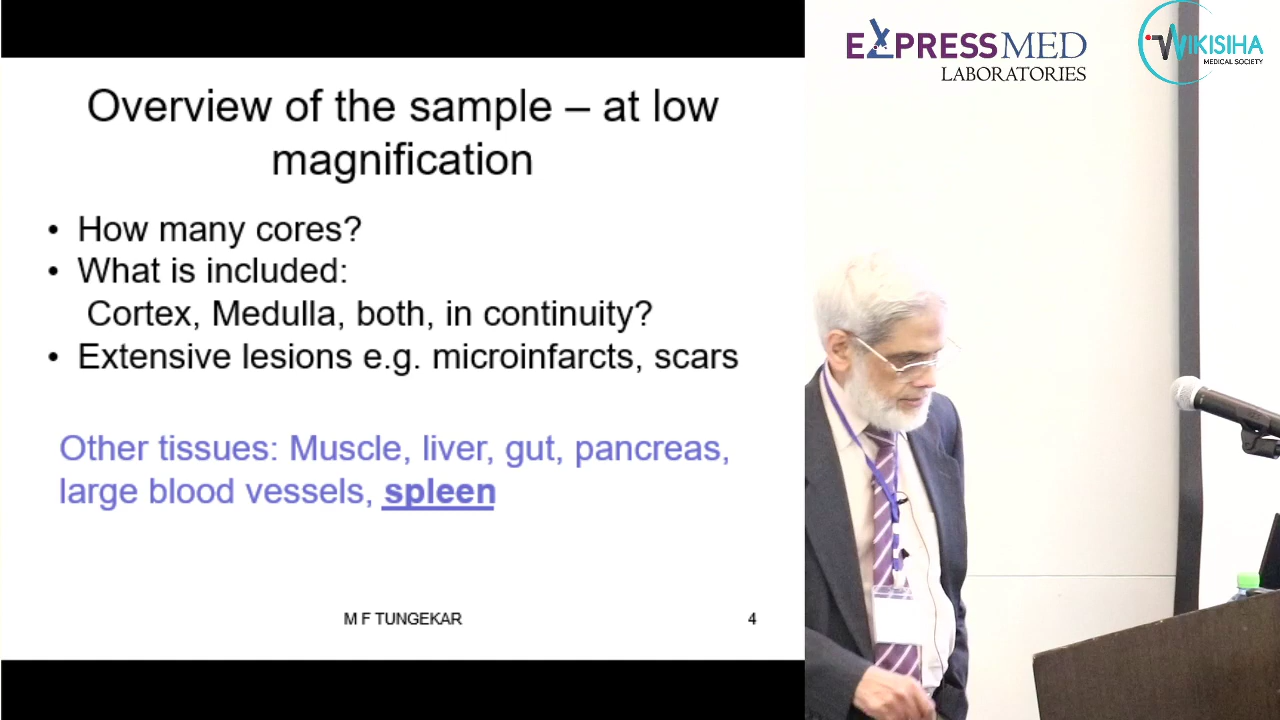 Overview of the sample – at low
magnification
• How many cores?
• What is included:
Cortex, Medulla, both, in continuity?
• Extensive lesions e.g. microinfarcts, scars
Other tissues: Muscle, liver, gut, pancreas,
large blood vessels, spleen
M F TUNGEKAR
4
EXPRESSMED
LABORATORIES
WIKISIHA
MEDICAL SOCIETY